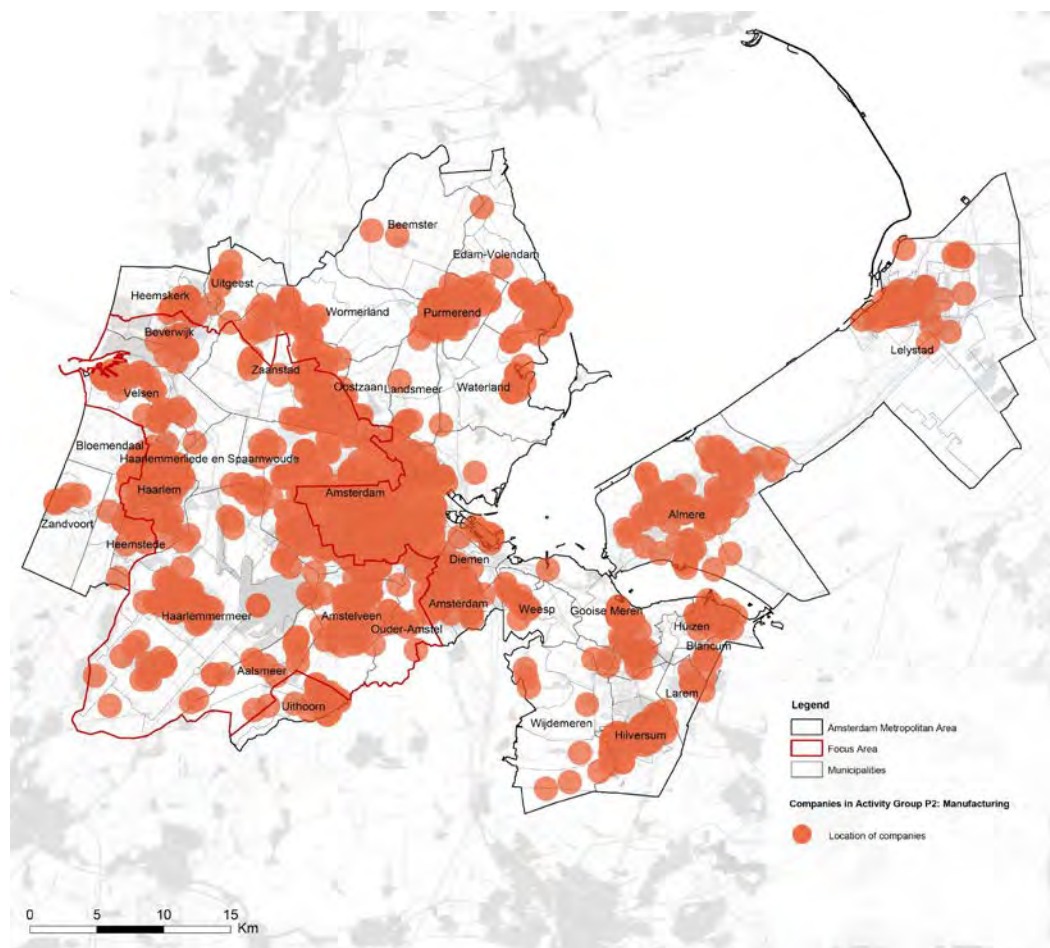 Beemster
Edam-Volendam
Uitgeest
Heemskerk
Wormerland
Purmerend
Beverwijk
Lelystad
Zaanstad
Oostzaan
Landsmeer
Waterland
Velsen
Bloemendaal
Haarlemmerliede en Spaarnwoude
Haarlem
Amsterdam
Zandvoort
Almere
Heemstede
Diemen
Amsterdam
Weesp
Gooise Meren
Haarlemmermeer
Amstelveen
Huizen
Ouder-Amstel
Blaricum
Aalsmeer
Larem
Uithoorn
Wijdemeren
Hilversum
Legend
Amsterdam Metropolitan Area
Focus Area
Municipalities
Companies in Activity Group P2: Manufacturing
Location of companies
0 5 10 15
Km